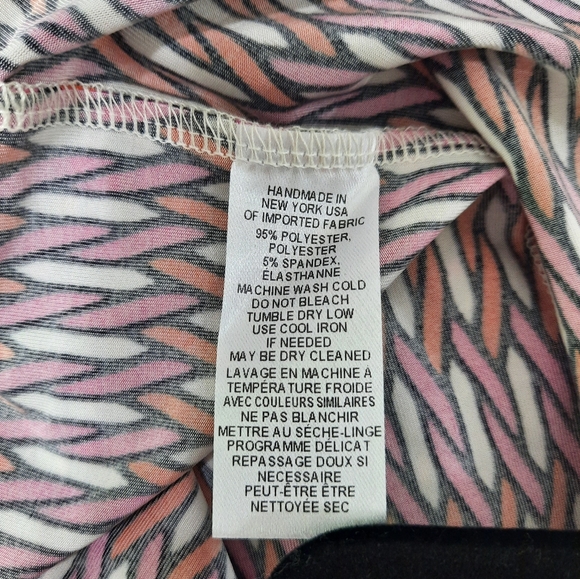 HANDMADE IN
NEW YORK USA
OF IMPORTED FABRIC
95% POLYESTER,
POLYESTER
5% SPANDEX,
ÉLASTHANNE
MACHINE WASH COLD
DO NOT BLEACH
TUMBLE DRY LOW
USE COOL IRON
IF NEEDED
MAY BE DRY CLEANED
LAVAGE EN MACHINE À
TEMPÉRATURE FROIDE
AVEC COULEURS SIMILAIRES
NE PAS BLANCHIR
METTRE AU SÈCHE-LINGE
PROGRAMME DÉLICAT
REPASSAGE DOUX SI
NECESSAIRE
PEUT-ÊTRE ÊTRE
NETTOYÉE SEC